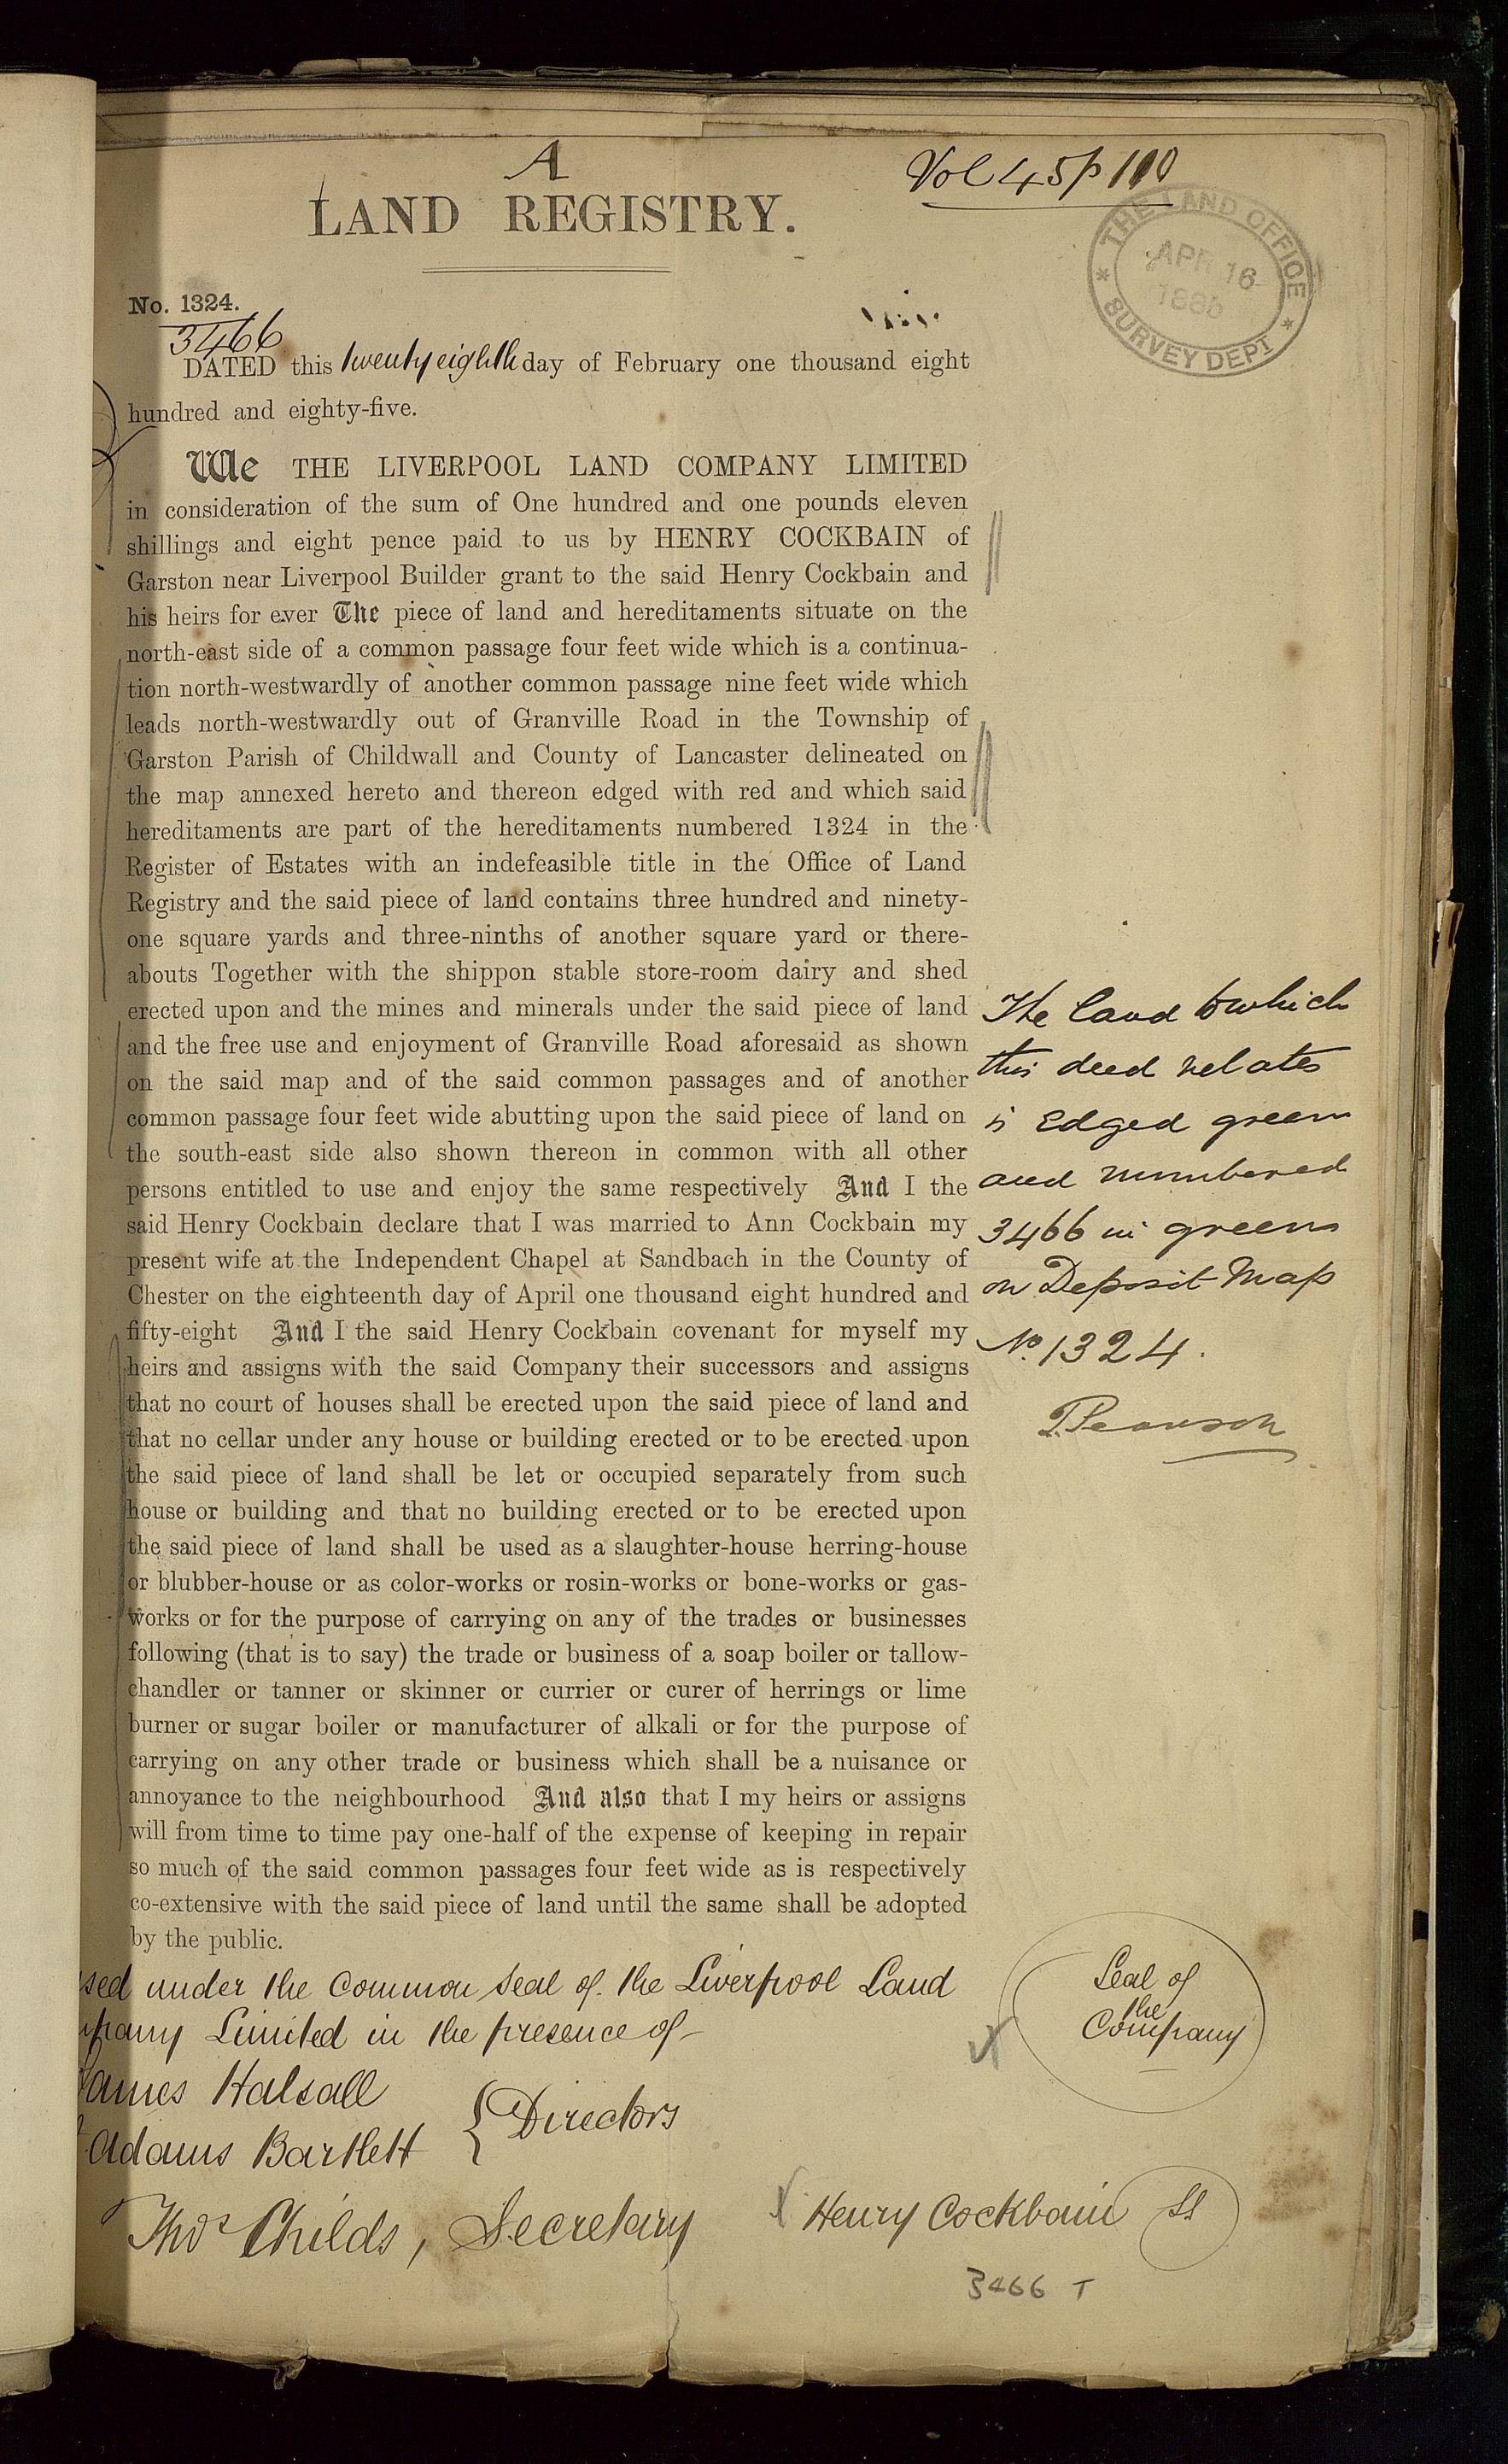 A
Vol 45 p 110
LAND REGISTRY.
THE LAND OFFICE
APR 16
188
SURVEY DEPT
No. 1324.
3466
DATED this twenty eighth day of February one thousand eight
hundred and eighty-five.
We THE LIVERPOOL LAND COMPANY LIMITED
in consideration of the sum of One hundred and one pounds eleven
shillings and eight pence paid to us by HENRY COCKBAIN of
Garston near Liverpool Builder grant to the said Henry Cockbain and
his heirs for ever The piece of land and hereditaments situate on the
north-east side of a common passage four feet wide which is a continua-
tion north-westwardly of another common passage nine feet wide which
leads north-westwardly out of Granville Road in the Township of
Garston Parish of Childwall and County of Lancaster delineated on
the map annexed hereto and thereon edged with red and which said
hereditaments are part of the hereditaments numbered 1324 in the
Register of Estates with an indefeasible title in the Office of Land
Registry and the said piece of land contains three hundred and ninety-
one square yards and three-ninths of another square yard or there-
abouts Together with the shippon stable store-room dairy and shed
erected upon and the mines and minerals under the said piece of land
and the free use and enjoyment of Granville Road aforesaid as shown
on the said map and of the said common passages and of another
common passage four feet wide abutting upon the said piece of land on
the south-east side also shown thereon in common with all other
persons entitled to use and enjoy the same respectively And I the
said Henry Cockbain declare that I was married to Ann Cockbain my
present wife at the Independent Chapel at Sandbach in the County of
Chester on the eighteenth day of April one thousand eight hundred and
fifty-eight And I the said Henry Cockbain covenant for myself my
heirs and assigns with the said Company their successors and assigns
that no court of houses shall be erected upon the said piece of land and
that no cellar under any house or building erected or to be erected upon
the said piece of land shall be let or occupied separately from such
house or building and that no building erected or to be erected upon
the said piece of land shall be used as a slaughter-house herring-house
or blubber-house or as color-works or rosin-works or bone-works or gas-
works or for the purpose of carrying on any of the trades or businesses
following (that is to say) the trade or business of a soap boiler or tallow-
chandler or tanner or skinner or currier or curer of herrings or lime
burner or sugar boiler or manufacturer of alkali or for the purpose of
carrying on any other trade or business which shall be a nuisance or
annoyance to the neighbourhood And also that I my heirs or assigns
will from time to time pay one-half of the expense of keeping in repair
so much of the said common passages four feet wide as is respectively
co-extensive with the said piece of land until the same shall be adopted
by the public.
The land to which
this deed relates
is Edged green
and numbered
3466 in green
on Deposit Map
No. 1324.
Pearson
sed under the Common Seal of the Liverpool Land
pany Limited in the presence of
James Halsall
Adams Bartlett
} Directors
Thos Childs, Secretary
Seal of
the
Company
Henry Cockbain LS
3466 T